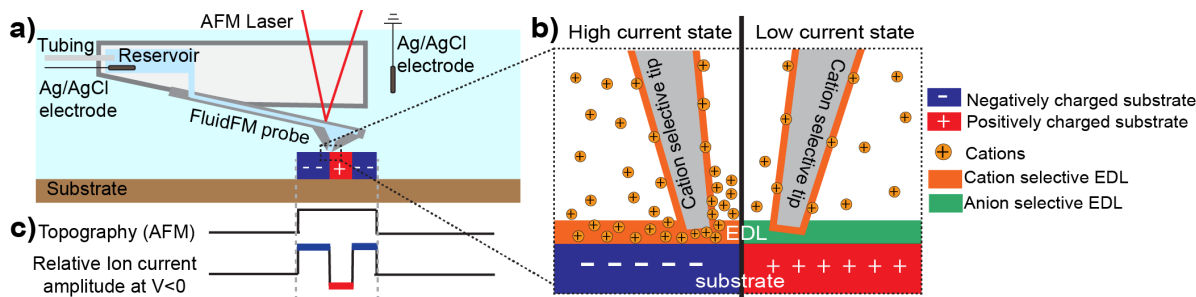 a)
AFM Laser
Tubing
Reservoir
Ag/AgCl
electrode
Ag/AgCl
electrode
FluidFM probe
- - + - -
Substrate
c)
Topography (AFM)
Relative Ion current
amplitude at V<0
b)
High current state
Low current state
Cation selective tip
Cation selective tip
EDL
- - - - -
+ + + + + +
substrate
- Negatively charged substrate
+ Positively charged substrate
+ Cations
Cation selective EDL
Anion selective EDL